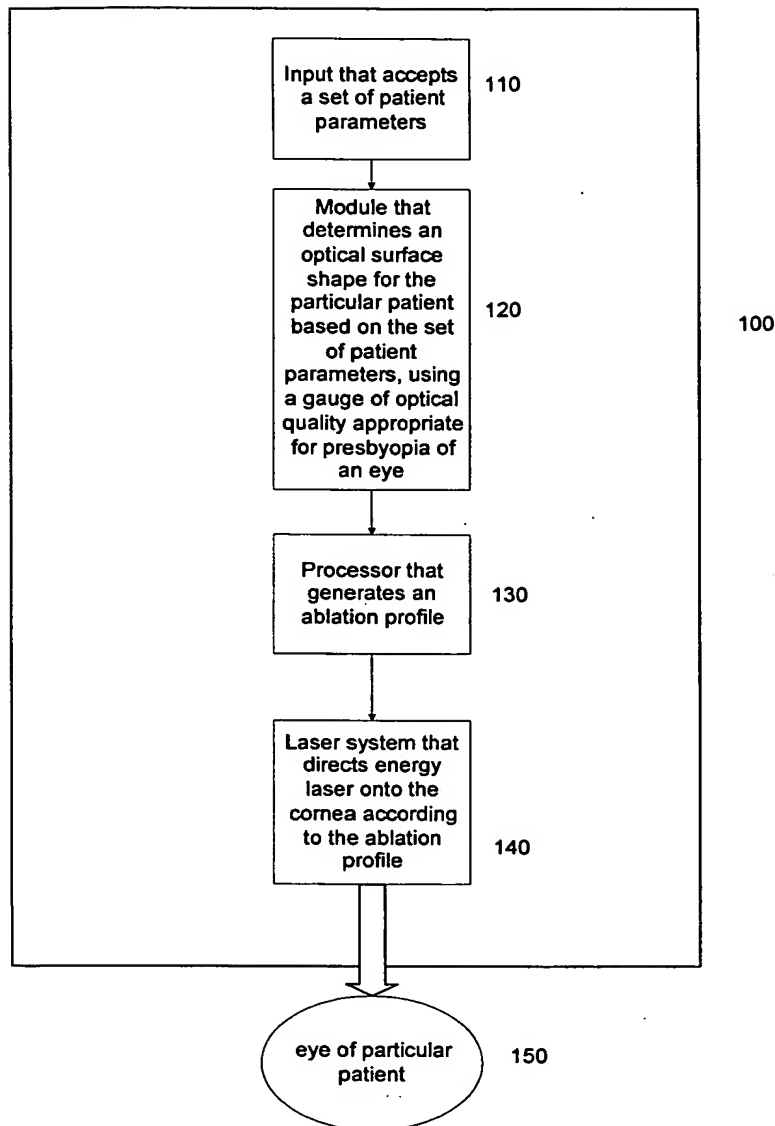 Input that accepts
a set of patient
parameters
110
Module that
determines an
optical surface
shape for the
particular patient
based on the set
of patient
parameters, using
a gauge of optical
quality appropriate
for presbyopia of
an eye
120
100
Processor that
generates an
ablation profile
130
Laser system that
directs energy
laser onto the
cornea according
to the ablation
profile
140
eye of particular
patient
150